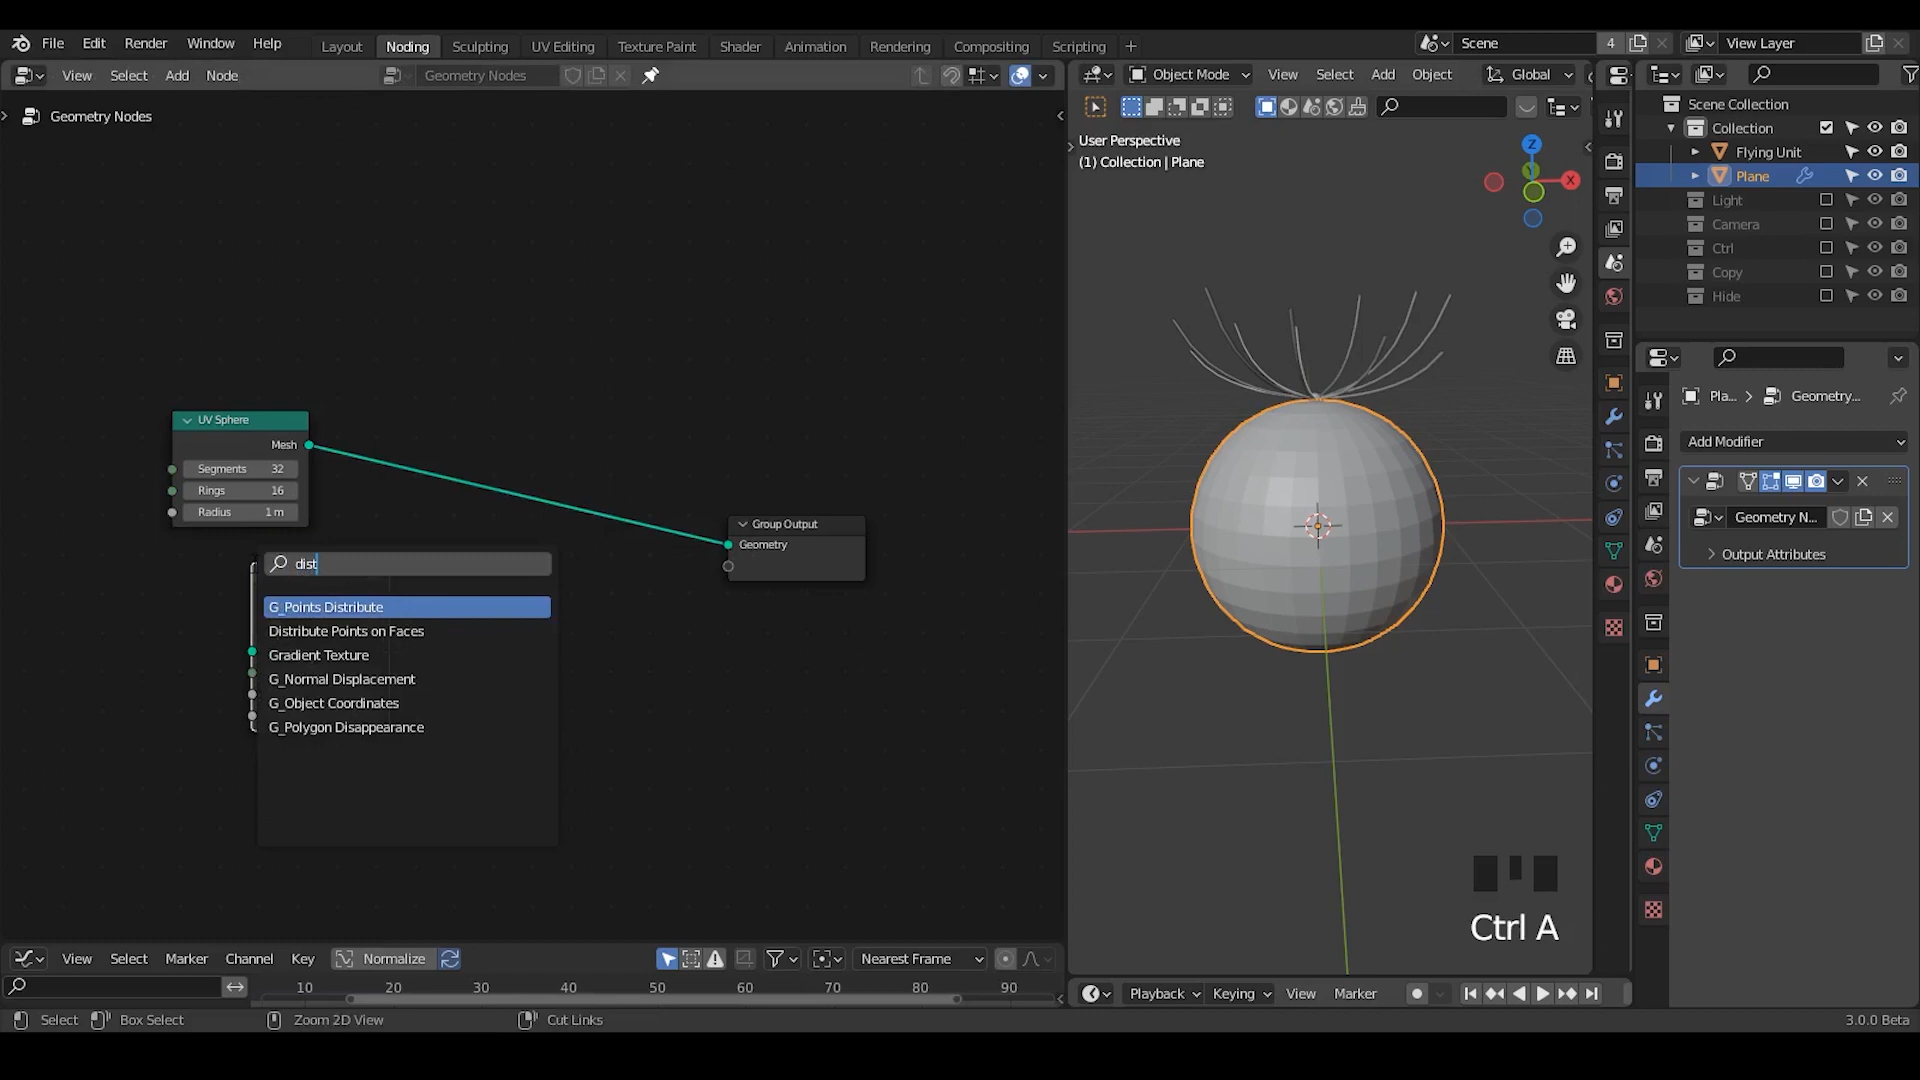 File Edit Render Window Help
Layout Noding Sculpting UV Editing Texture Paint Shader Animation Rendering Compositing Scripting +
Scene 4 View Layer
View Select Add Node Geometry Nodes
Object Mode View Select Add Object Global
Geometry Nodes
User Perspective
(1) Collection | Plane
Z
X
Scene Collection
Collection
Flying Unit
Plane
Light
Camera
Ctrl
Copy
Hide
UV Sphere
Mesh
Segments 32
Rings 16
Radius 1 m
Group Output
Geometry
dist
G_Points Distribute
Distribute Points on Faces
Gradient Texture
G_Normal Displacement
G_Object Coordinates
G_Polygon Disappearance
Pla... > Geometry...
Add Modifier
Geometry N...
Output Attributes
Ctrl A
View Select Marker Channel Key Normalize Nearest Frame
10 20 30 40 50 60 70 80 90
Playback Keying View Marker
Select Box Select Zoom 2D View Cut Links 3.0.0 Beta